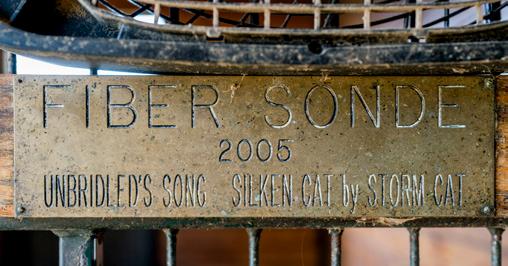 FIBER SONDE
2005
UNBRIDLED'S SONG SILKEN CAT by STORM CAT